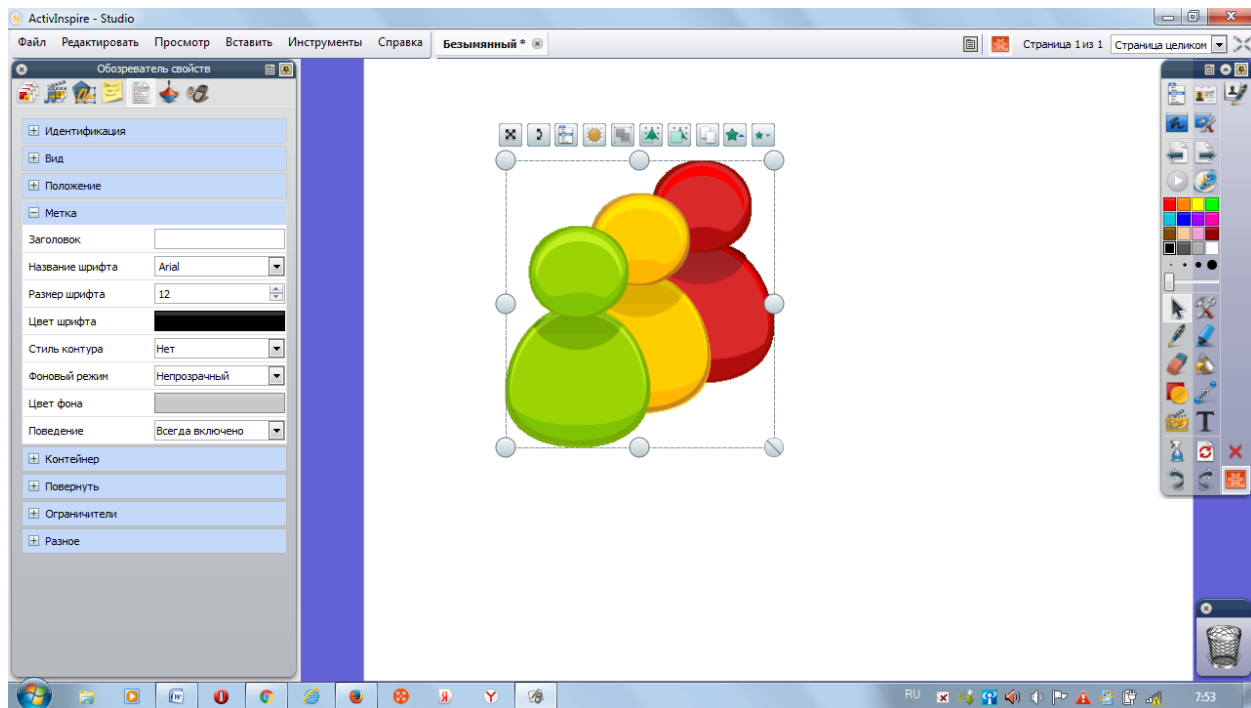 ActivInspire - Studio
Файл Редактировать Просмотр Вставить Инструменты Справка Безымянный * Страница 1 из 1 Страница целиком
Обозреватель свойств
Идентификация
Вид
Положение
Метка
Заголовок
Название шрифта Arial
Размер шрифта 12
Цвет шрифта
Стиль контура Нет
Фоновый режим Непрозрачный
Цвет фона
Поведение Всегда включено
Контейнер
Повернуть
Ограничители
Разное
T
W Я Y RU 7:53